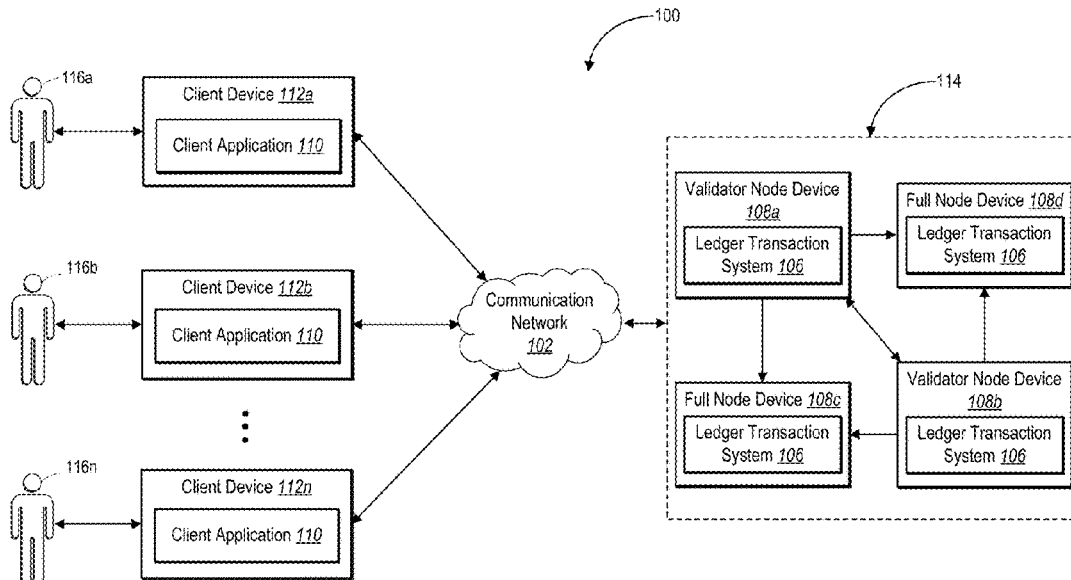 100
116a
Client Device 112a
Client Application 110
116b
Client Device 112b
Client Application 110
116n
Client Device 112n
Client Application 110
Communication
Network
102
114
Validator Node Device
108a
Ledger Transaction
System 106
Full Node Device 108d
Ledger Transaction
System 106
Full Node Device 108c
Ledger Transaction
System 106
Validator Node Device
108b
Ledger Transaction
System 106